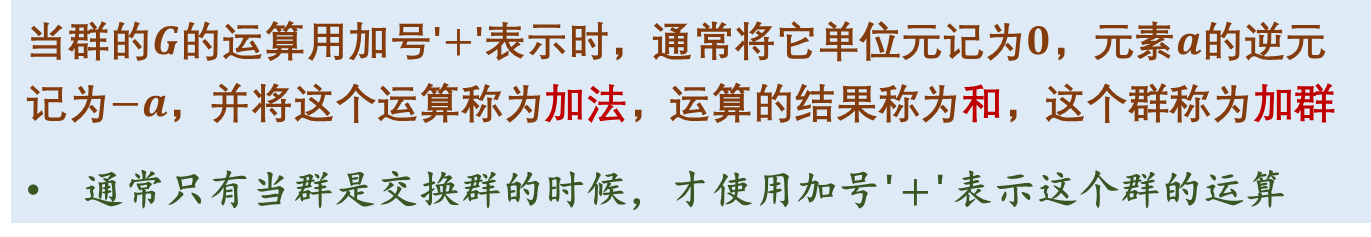 当群的G的运算用加号'+'表示时，通常将它单位元记为0，元素a的逆元
记为−a，并将这个运算称为加法，运算的结果称为和，这个群称为加群
• 通常只有当群是交换群的时候，才使用加号'+'表示这个群的运算